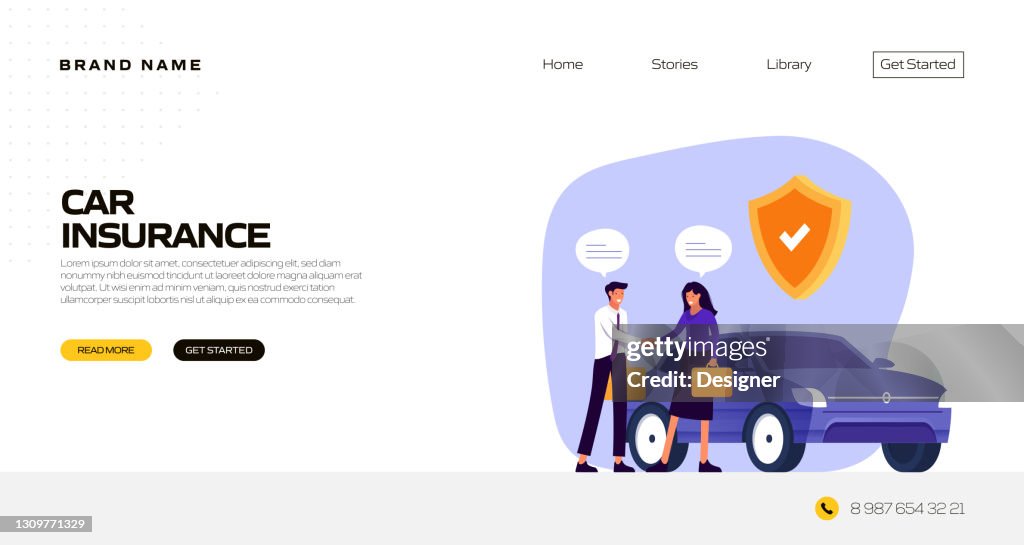 BRAND NAME
Home
Stories
Library
Get Started
CAR
INSURANCE
Lorem ipsum dolor sit amet, consectetuer adipiscing elit, sed diam
nonummy nibh euismod tincidunt ut laoreet dolore magna aliquam erat
volutpat. Ut wisi enim ad minim veniam, quis nostrud exerci tation
ullamcorper suscipit lobortis nisl ut aliquip ex ea commodo consequat.
READ MORE
GET STARTED
gettyimages
Credit: Designer
8 987 654 32 21
1309771329